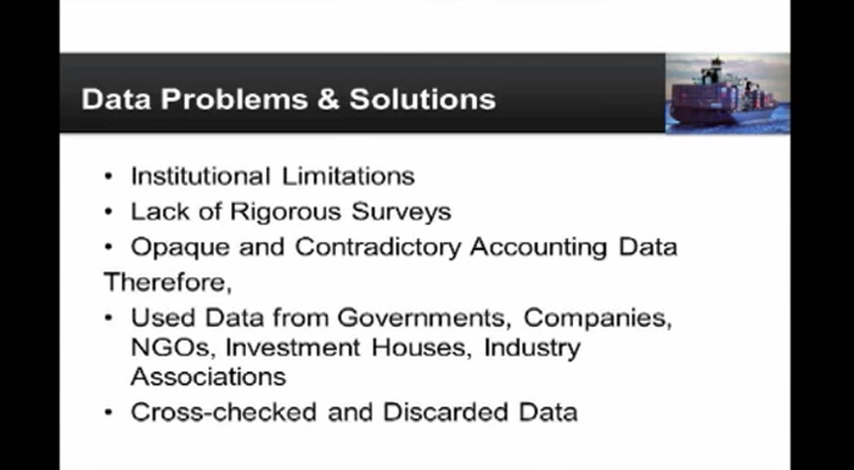 Data Problems & Solutions
• Institutional Limitations
• Lack of Rigorous Surveys
• Opaque and Contradictory Accounting Data
Therefore,
• Used Data from Governments, Companies,
NGOs, Investment Houses, Industry
Associations
• Cross-checked and Discarded Data